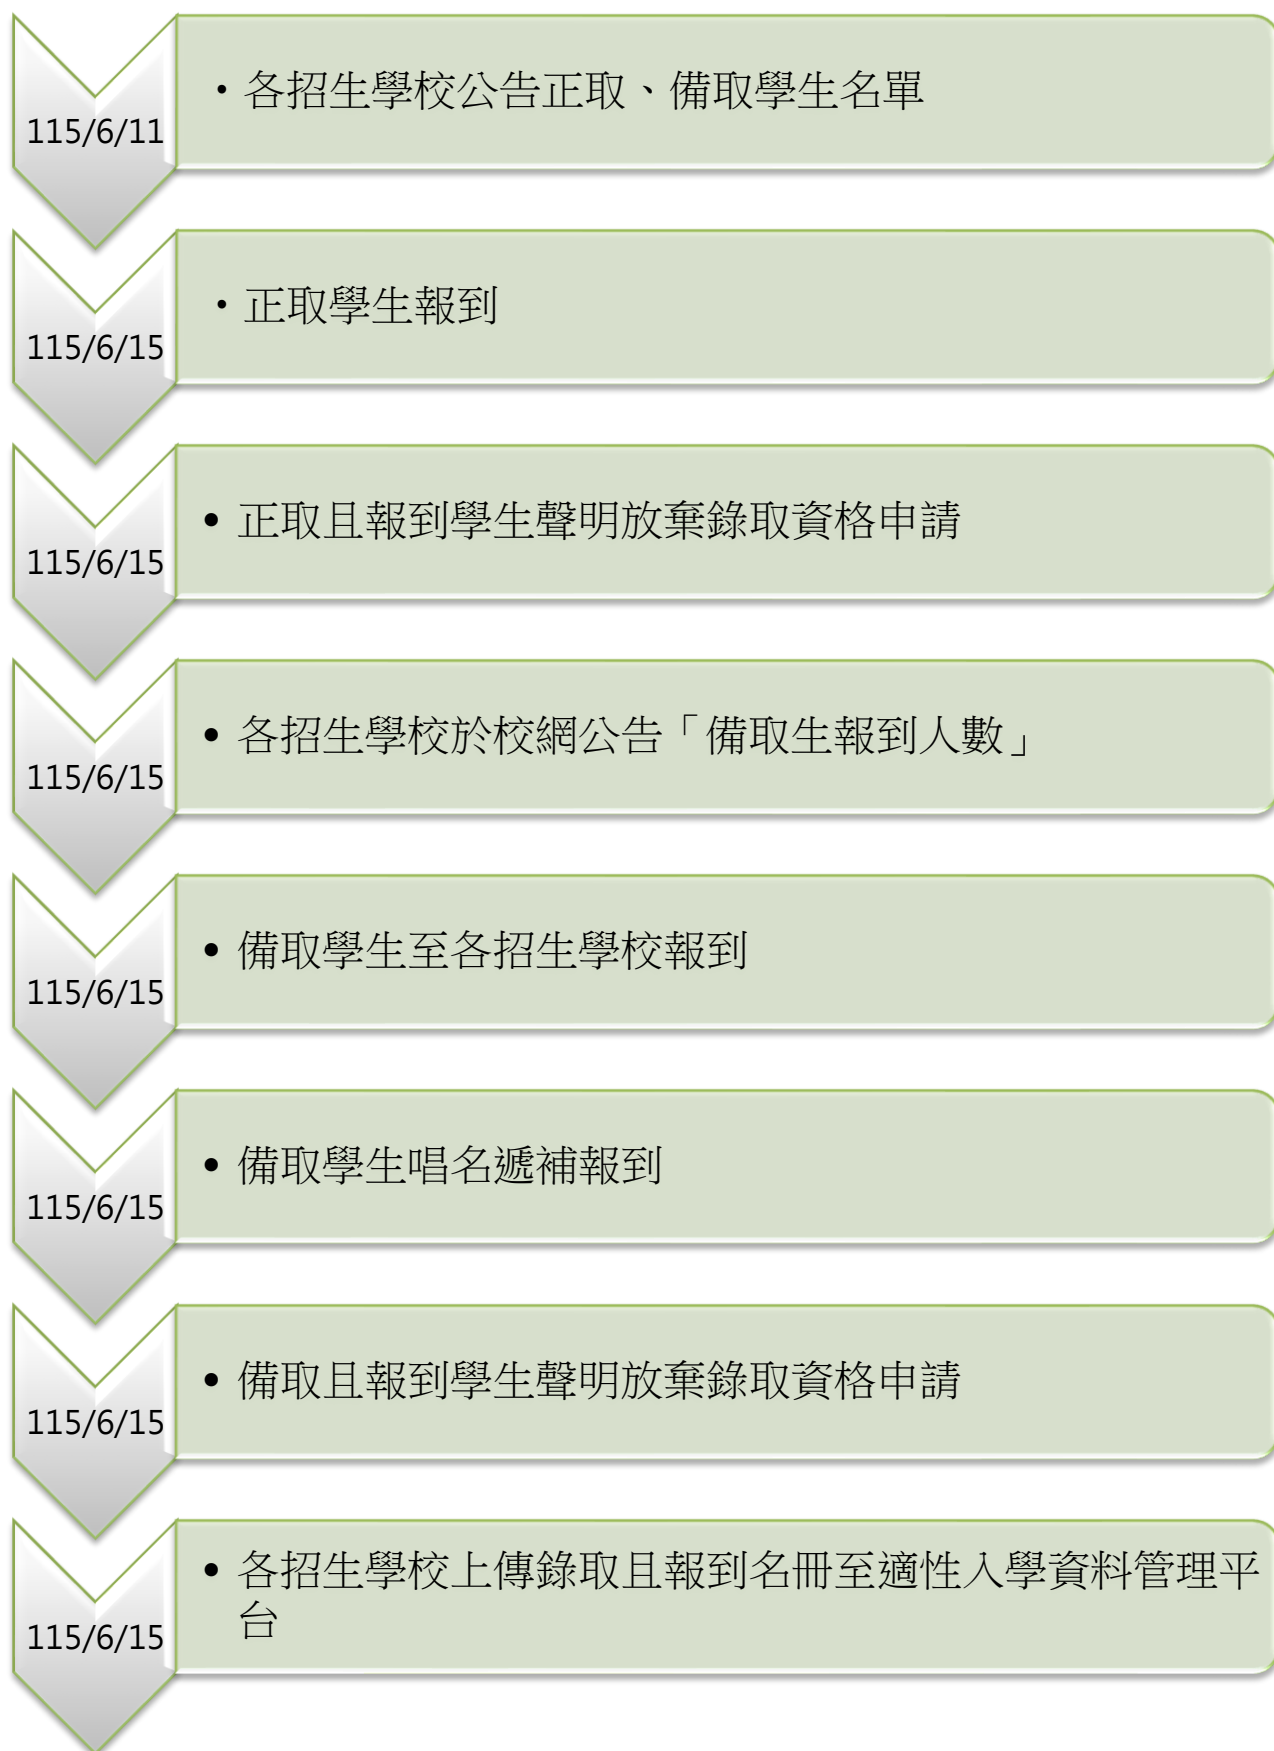 115/6/11
・各招生學校公告正取、備取學生名單
115/6/15
・正取學生報到
115/6/15
• 正取且報到學生聲明放棄錄取資格申請
115/6/15
• 各招生學校於校網公告「備取生報到人數」
115/6/15
• 備取學生至各招生學校報到
115/6/15
• 備取學生唱名遞補報到
115/6/15
• 備取且報到學生聲明放棄錄取資格申請
115/6/15
• 各招生學校上傳錄取且報到名冊至適性入學資料管理平
台